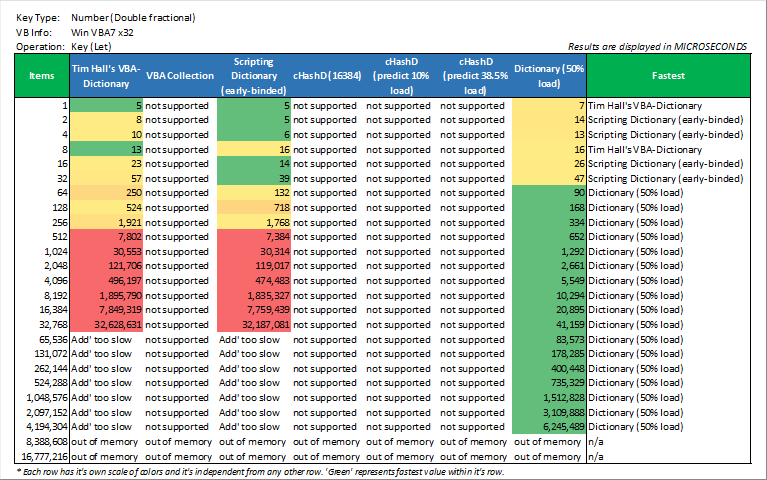 Key Type: Number (Double fractional)
VB Info: Win VBA7 x32
Operation: Key (Let) Results are displayed in MICROSECONDS
Items Tim Hall's VBA-Dictionary VBA Collection Scripting Dictionary (early-binded) cHashD (16384) cHashD (predict 10% load) cHashD (predict 38.5% load) Dictionary (50% load) Fastest
1 5 not supported 5 not supported not supported not supported 7 Tim Hall's VBA-Dictionary
2 8 not supported 5 not supported not supported not supported 14 Scripting Dictionary (early-binded)
4 10 not supported 6 not supported not supported not supported 13 Scripting Dictionary (early-binded)
8 13 not supported 16 not supported not supported not supported 16 Tim Hall's VBA-Dictionary
16 23 not supported 14 not supported not supported not supported 26 Scripting Dictionary (early-binded)
32 57 not supported 39 not supported not supported not supported 47 Scripting Dictionary (early-binded)
64 250 not supported 132 not supported not supported not supported 90 Dictionary (50% load)
128 524 not supported 718 not supported not supported not supported 168 Dictionary (50% load)
256 1,921 not supported 1,768 not supported not supported not supported 334 Dictionary (50% load)
512 7,802 not supported 7,384 not supported not supported not supported 652 Dictionary (50% load)
1,024 30,553 not supported 30,314 not supported not supported not supported 1,292 Dictionary (50% load)
2,048 121,706 not supported 119,017 not supported not supported not supported 2,661 Dictionary (50% load)
4,096 496,197 not supported 474,483 not supported not supported not supported 5,549 Dictionary (50% load)
8,192 1,895,790 not supported 1,835,327 not supported not supported not supported 10,294 Dictionary (50% load)
16,384 7,849,319 not supported 7,759,439 not supported not supported not supported 20,895 Dictionary (50% load)
32,768 32,628,631 not supported 32,187,081 not supported not supported not supported 41,159 Dictionary (50% load)
65,536 Add' too slow not supported Add' too slow not supported not supported not supported 83,573 Dictionary (50% load)
131,072 Add' too slow not supported Add' too slow not supported not supported not supported 178,285 Dictionary (50% load)
262,144 Add' too slow not supported Add' too slow not supported not supported not supported 400,448 Dictionary (50% load)
524,288 Add' too slow not supported Add' too slow not supported not supported not supported 735,329 Dictionary (50% load)
1,048,576 Add' too slow not supported Add' too slow not supported not supported not supported 1,512,828 Dictionary (50% load)
2,097,152 Add' too slow not supported Add' too slow not supported not supported not supported 3,109,888 Dictionary (50% load)
4,194,304 Add' too slow not supported Add' too slow not supported not supported not supported 6,245,489 Dictionary (50% load)
8,388,608 out of memory out of memory out of memory out of memory out of memory out of memory out of memory n/a
16,777,216 out of memory out of memory out of memory out of memory out of memory out of memory out of memory n/a
* Each row has it's own scale of colors and it's independent from any other row. 'Green' represents fastest value within it's row.